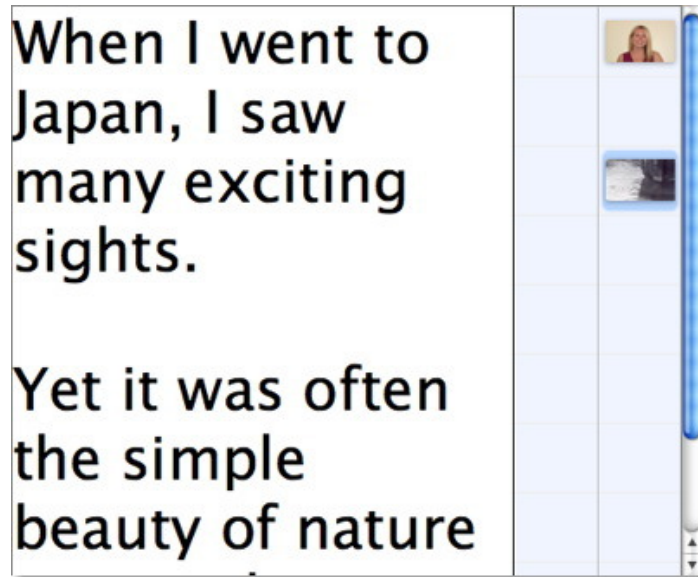 When I went to
Japan, I saw
many exciting
sights.
Yet it was often
the simple
beauty of nature